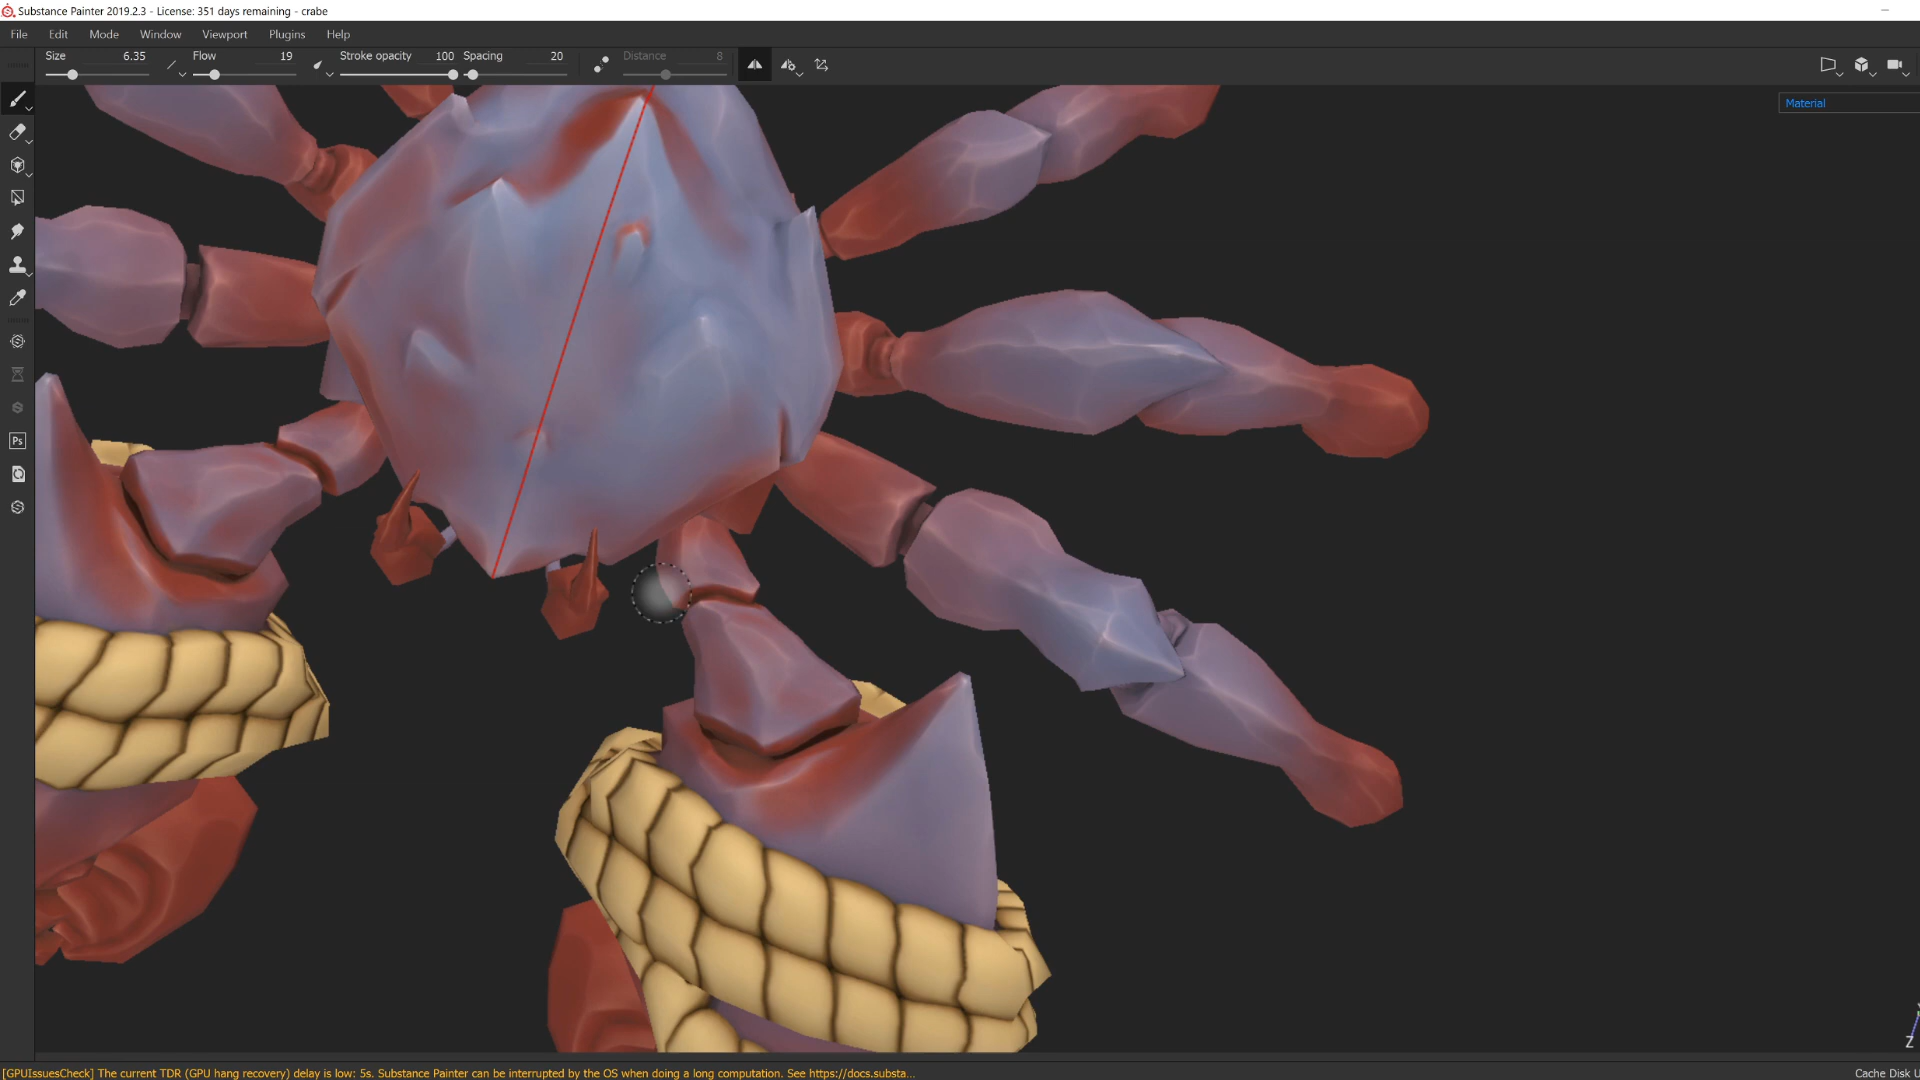 Substance Painter 2019.2.3 - License: 351 days remaining - crabe
File Edit Mode Window Viewport Plugins Help
Size 6.35 Flow 19 Stroke opacity 100 Spacing 20 Distance 8
Material
Ps
Z
[GPUIssuesCheck] The current TDR (GPU hang recovery) delay is low: 5s. Substance Painter can be interrupted by the OS when doing a long computation. See https://docs.substa...
Cache Disk U